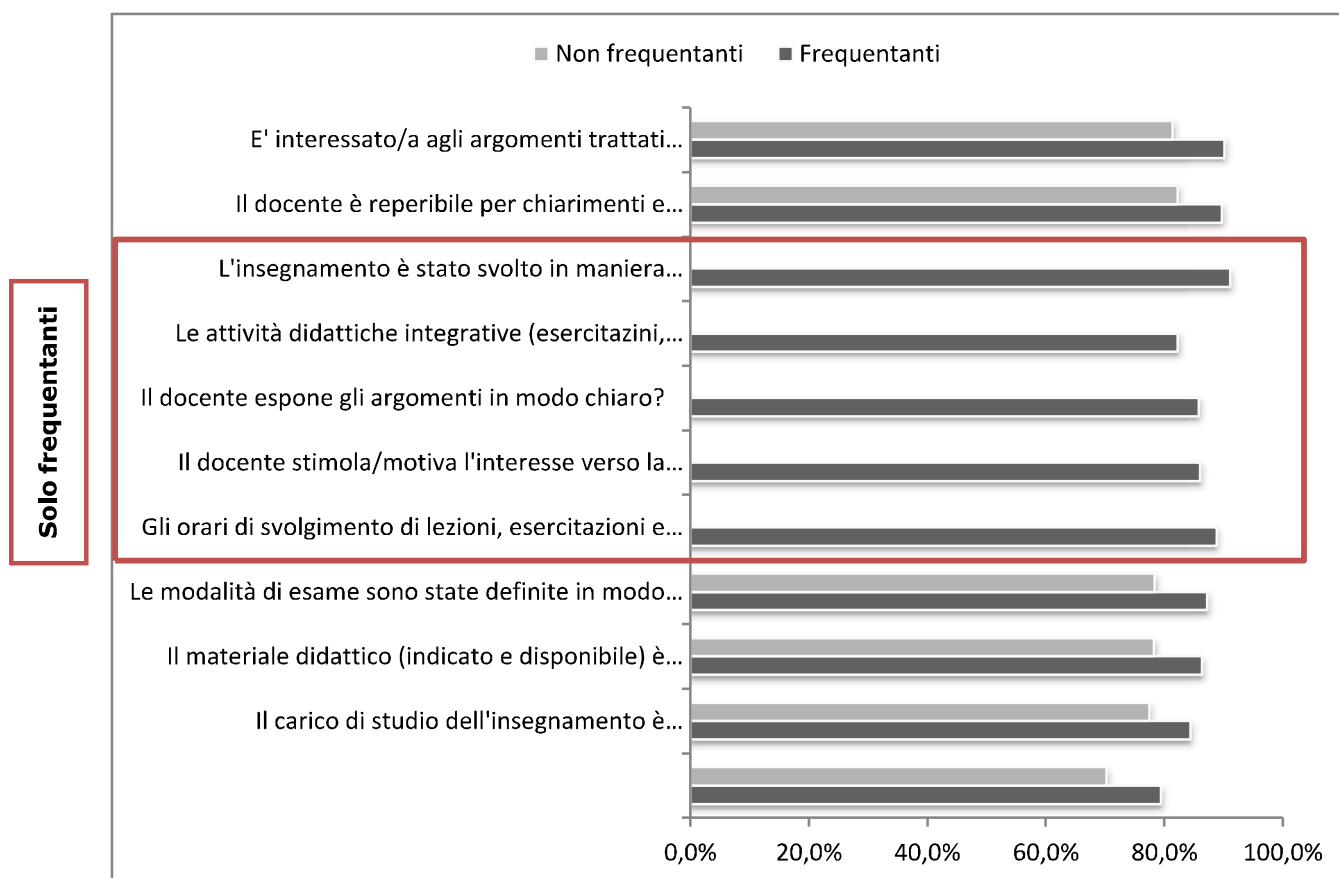 Non frequentanti Frequentanti
E' interessato/a agli argomenti trattati...
Il docente è reperibile per chiarimenti e...
L'insegnamento è stato svolto in maniera...
Le attività didattiche integrative (esercitazini,...
Il docente espone gli argomenti in modo chiaro?
Il docente stimola/motiva l'interesse verso la...
Gli orari di svolgimento di lezioni, esercitazioni e...
Le modalità di esame sono state definite in modo...
Il materiale didattico (indicato e disponibile) è...
Il carico di studio dell'insegnamento è...
Solo frequentanti
0,0% 20,0% 40,0% 60,0% 80,0% 100,0%